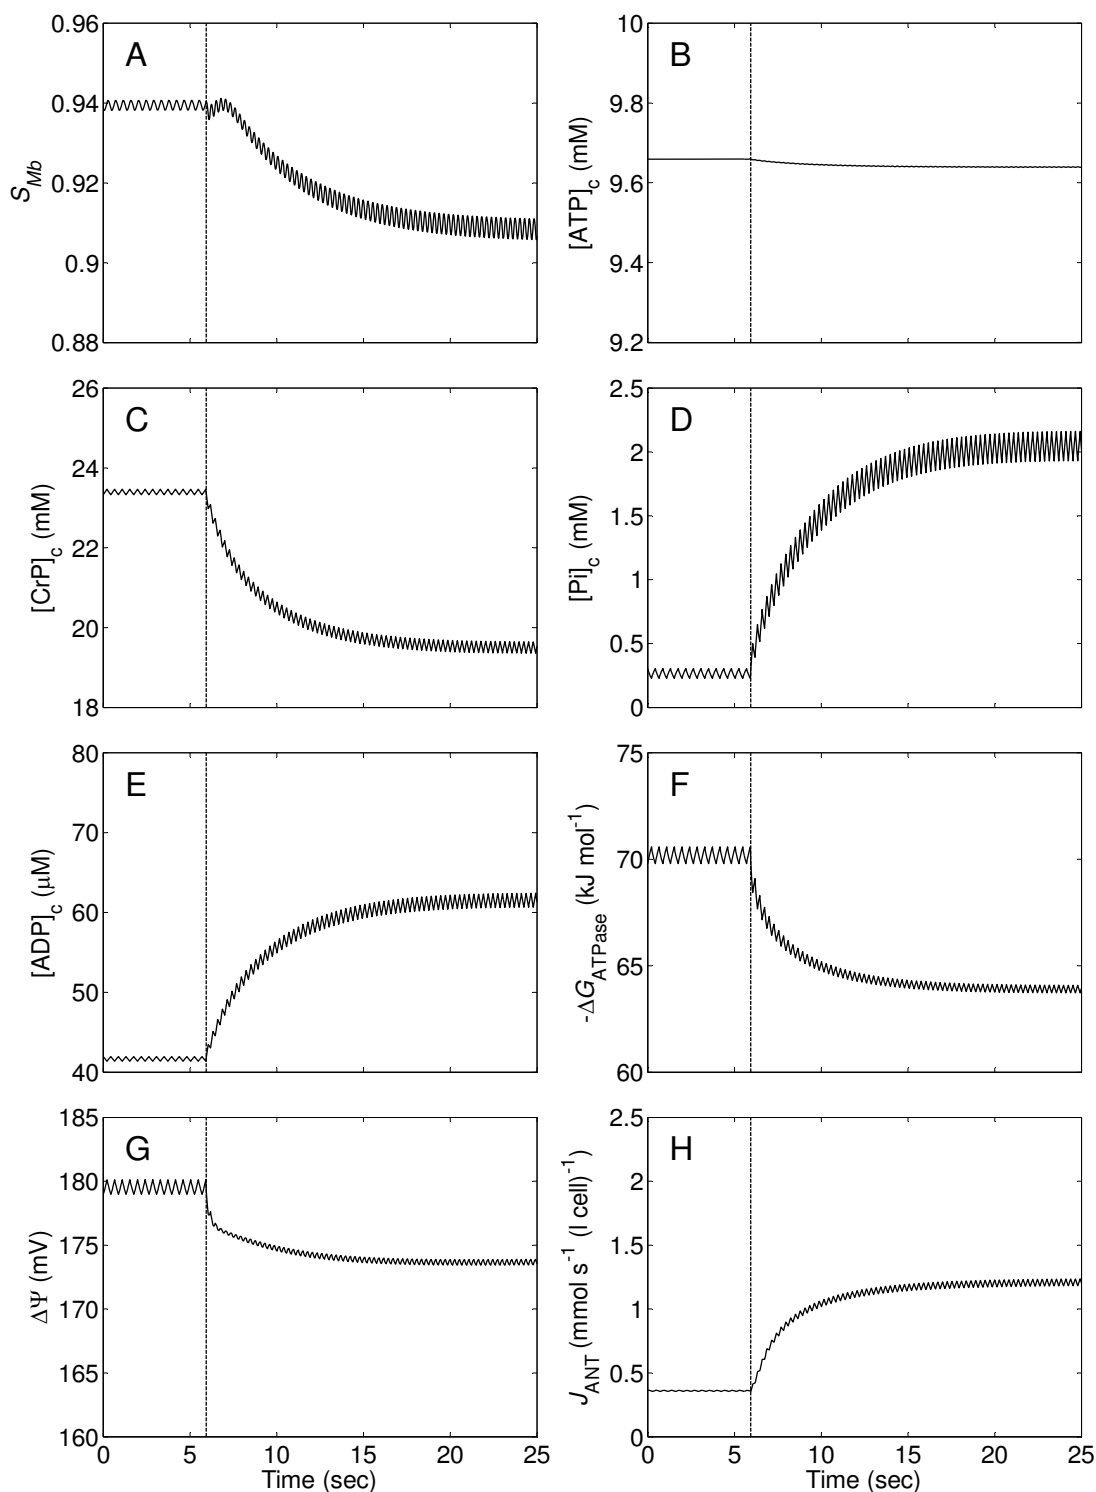 A
0.96
0.94
0.92
0.9
0.88
S_Mb
B
10
9.8
9.6
9.4
9.2
[ATP]_c (mM)
C
26
24
22
20
18
[CrP]_c (mM)
D
2.5
2
1.5
1
0.5
0
[Pi]_c (mM)
E
80
70
60
50
40
[ADP]_c (μM)
F
75
70
65
60
-ΔG_ATPase (kJ mol⁻¹)
G
185
180
175
170
165
160
ΔΨ (mV)
0 5 10 15 20 25
Time (sec)
H
2.5
2
1.5
1
0.5
0
J_ANT (mmol s⁻¹ (l cell)⁻¹)
0 5 10 15 20 25
Time (sec)